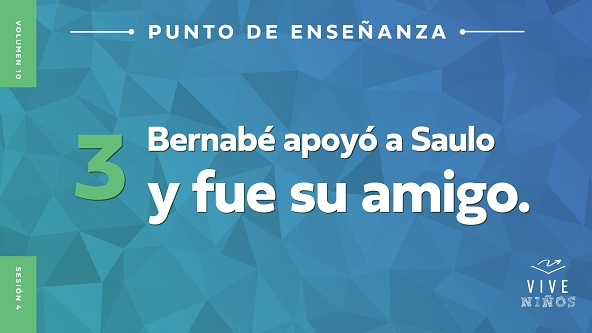 VOLUMEN 10
PUNTO DE ENSEÑANZA
3
Bernabé apoyó a Saulo
y fue su amigo.
SESIÓN 4
VIVE
NIÑOS